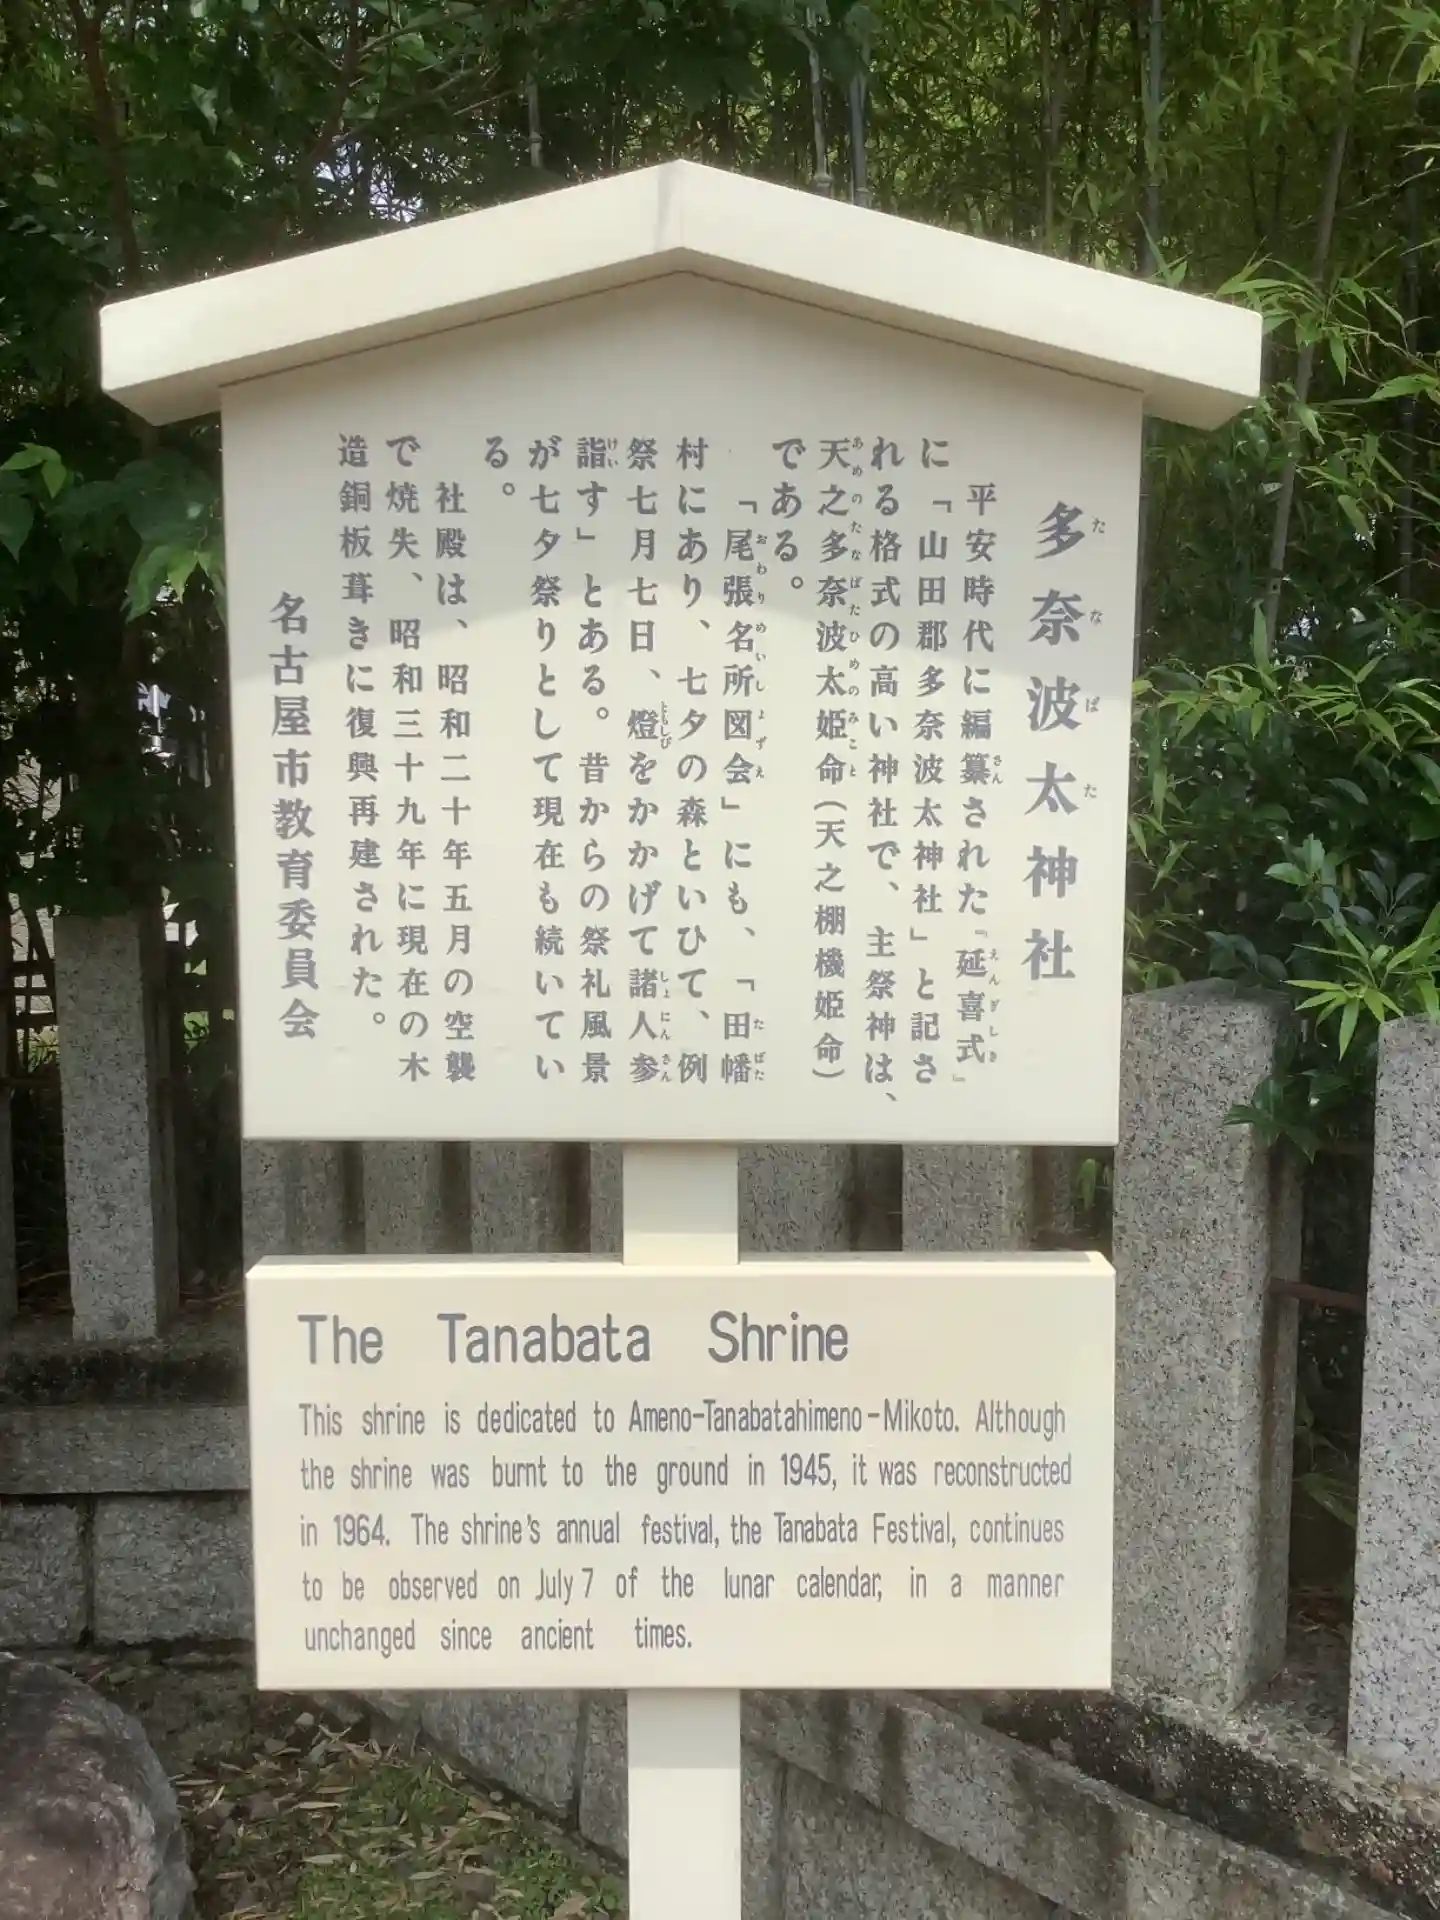 多奈波太神社
平安時代に編纂された『延喜式』
に「山田郡多奈波太神社」と記さ
れる格式の高い神社で、主祭神は、
天之多奈波太姫命(天之棚機姫命)
である。
「尾張名所図会」にも、「田幡
村にあり、七夕の森といひて、例
祭七月七日、燈をかかげて諸人参
詣す」とある。昔からの祭礼風景
が七夕祭りとして現在も続いてい
る。
社殿は、昭和二十年五月の空襲
で焼失、昭和三十九年に現在の木
造銅板葺きに復興再建された。
名古屋市教育委員会
The Tanabata Shrine
This shrine is dedicated to Ameno-Tanabatahimeno-Mikoto. Although
the shrine was burnt to the ground in 1945, it was reconstructed
in 1964. The shrine's annual festival, the Tanabata Festival, continues
to be observed on July 7 of the lunar calendar, in a manner
unchanged since ancient times.